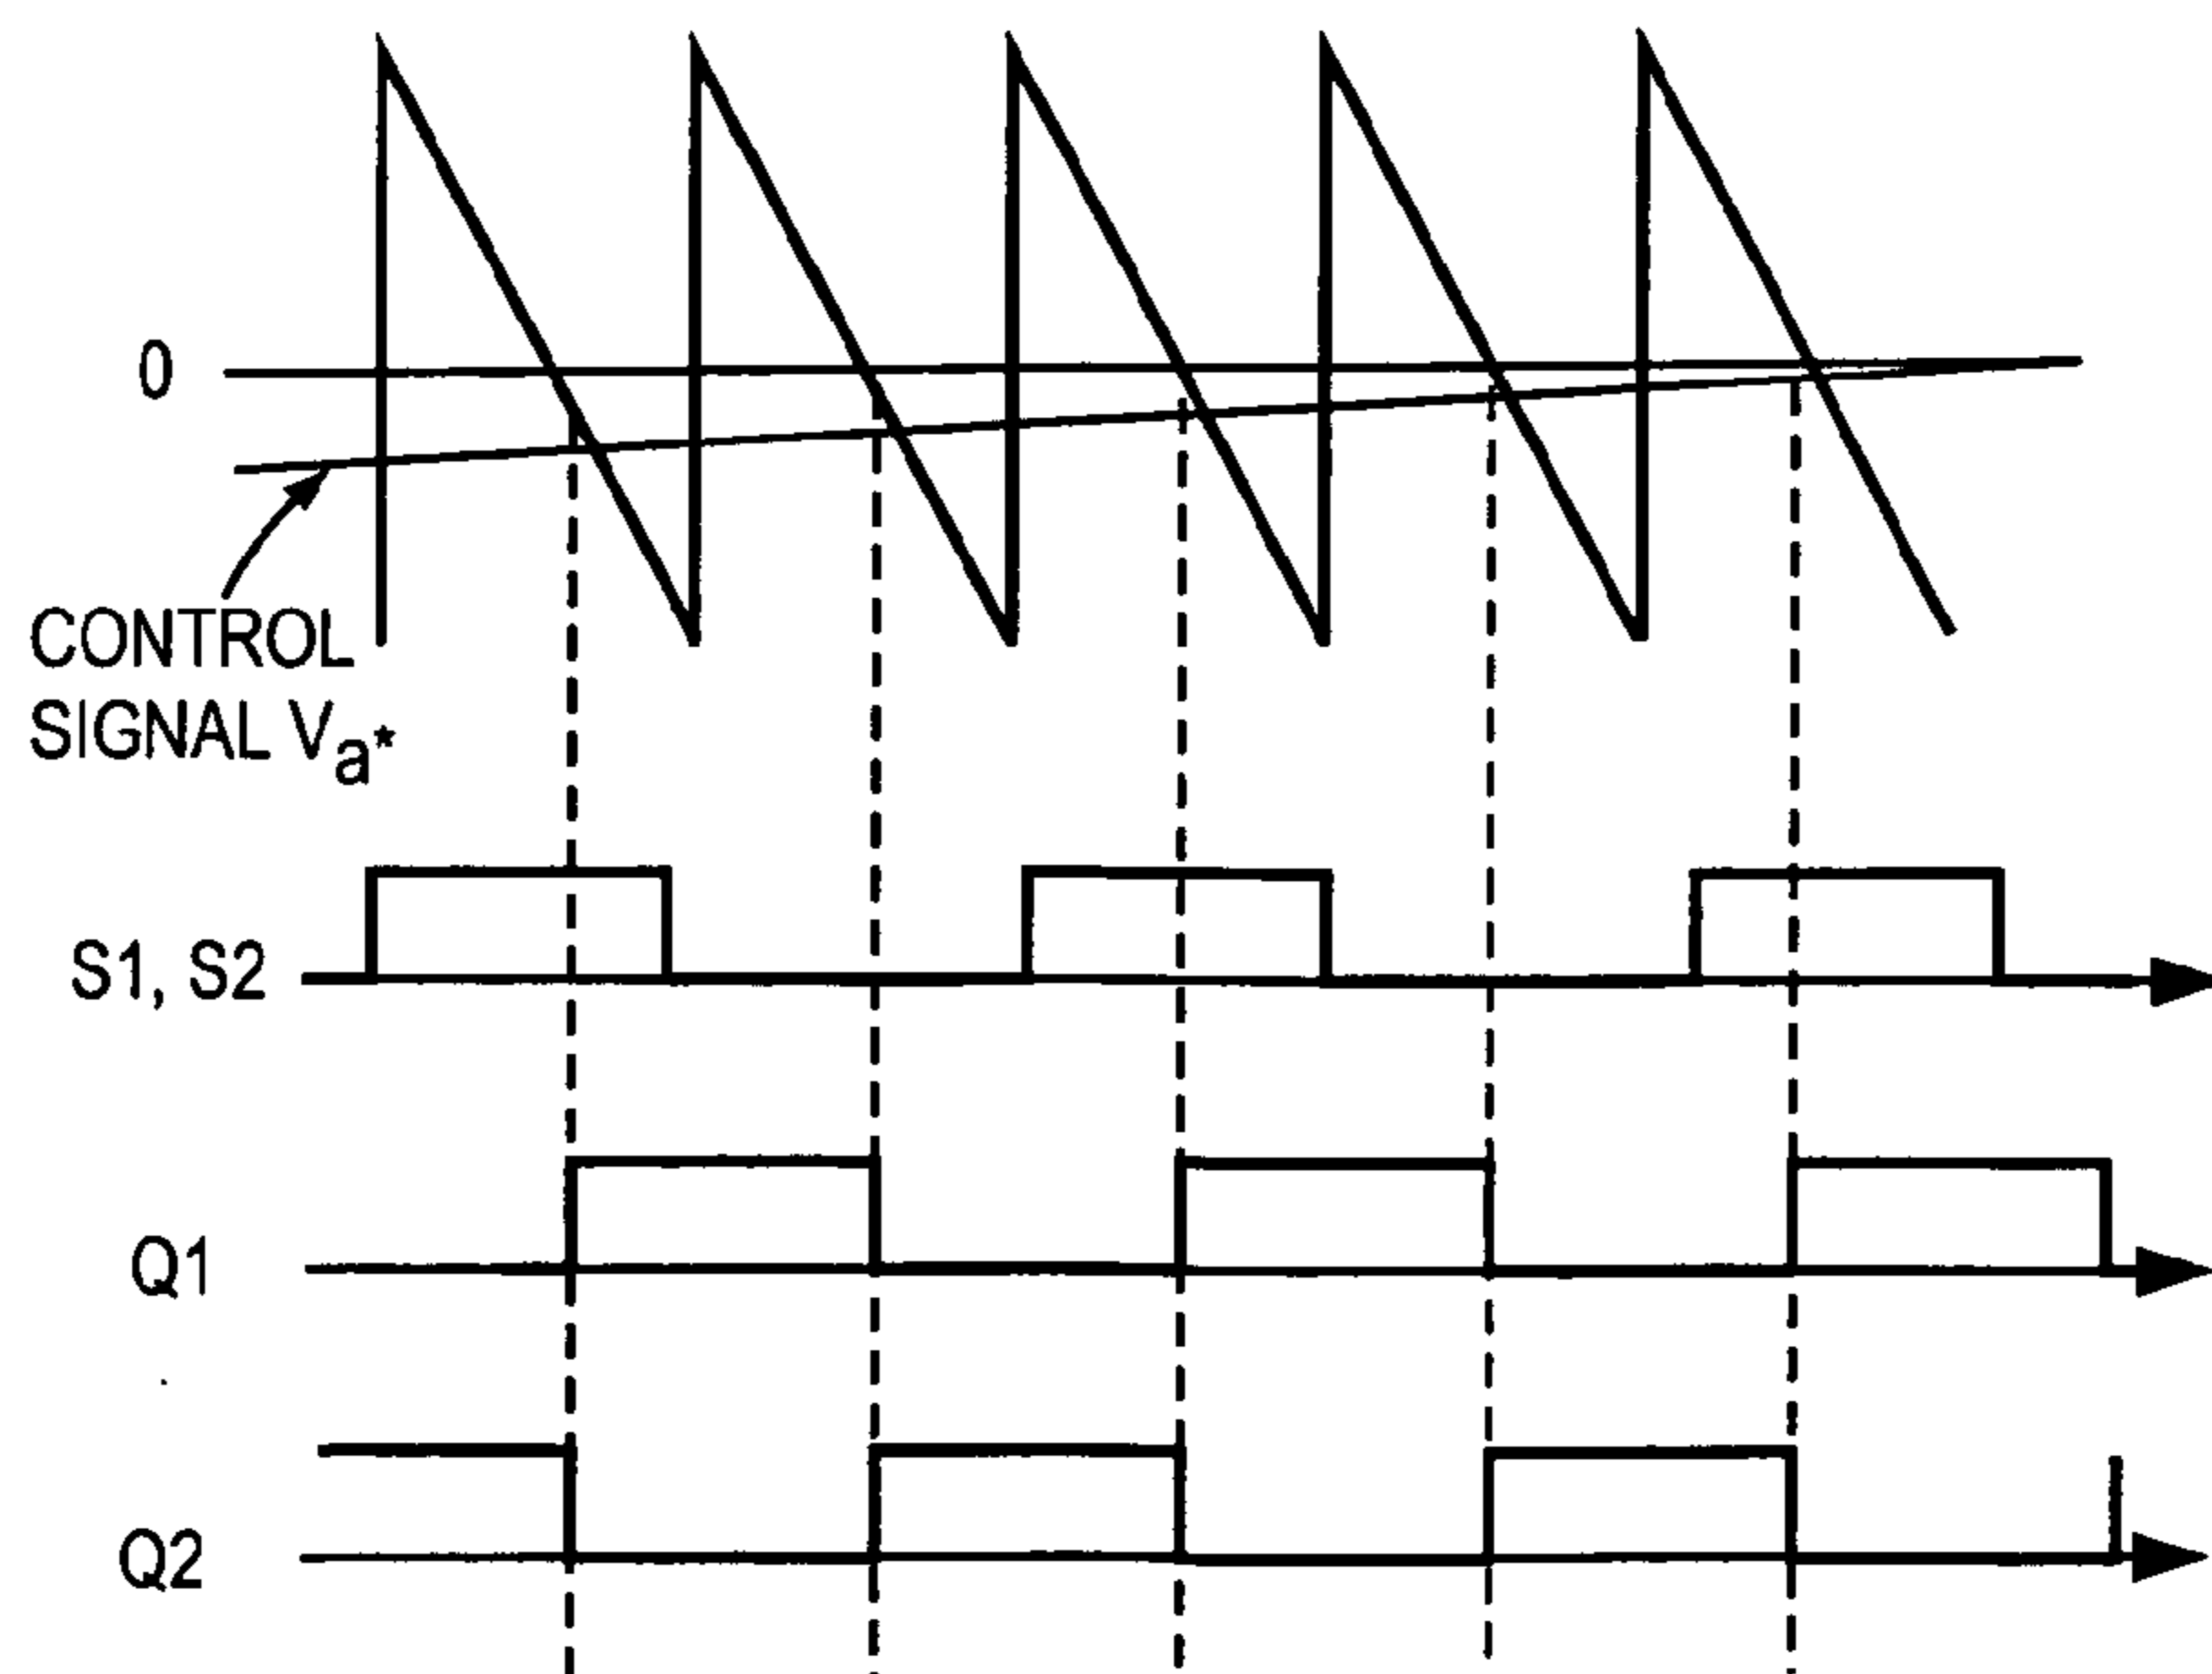 0
CONTROL
SIGNAL Va*
S1, S2
Q1
Q2